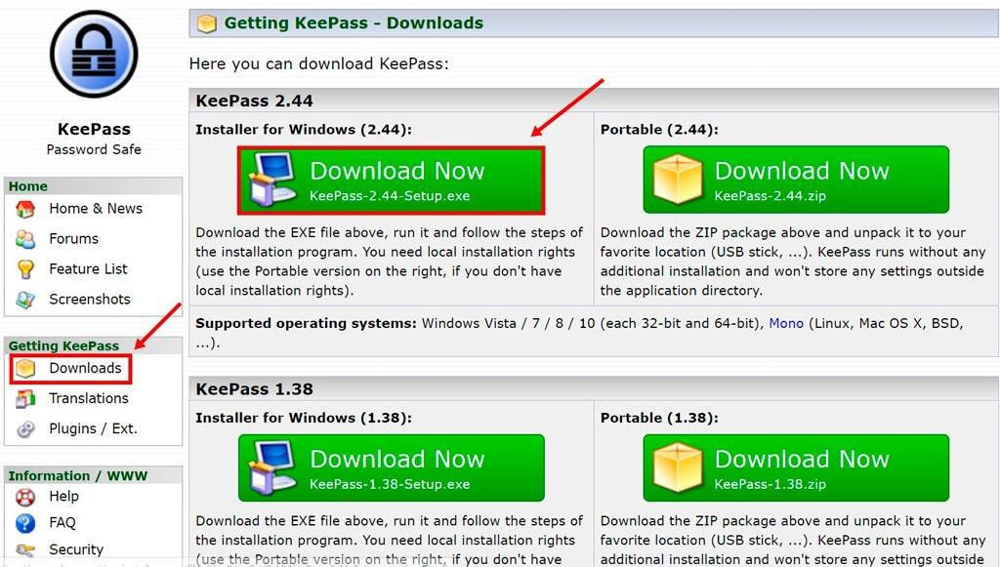 KeePass
Password Safe
Home
Home & News
Forums
Feature List
Screenshots
Getting KeePass
Downloads
Translations
Plugins / Ext.
Information / WWW
Help
FAQ
Security
Getting KeePass - Downloads
Here you can download KeePass:
KeePass 2.44
Installer for Windows (2.44):
Download Now
KeePass-2.44-Setup.exe
Download the EXE file above, run it and follow the steps of
the installation program. You need local installation rights
(use the Portable version on the right, if you don't have
local installation rights).
Portable (2.44):
Download Now
KeePass-2.44.zip
Download the ZIP package above and unpack it to your
favorite location (USB stick, ...). KeePass runs without any
additional installation and won't store any settings outside
the application directory.
Supported operating systems: Windows Vista / 7 / 8 / 10 (each 32-bit and 64-bit), Mono (Linux, Mac OS X, BSD,
...).
KeePass 1.38
Installer for Windows (1.38):
Download Now
KeePass-1.38-Setup.exe
Download the EXE file above, run it and follow the steps of
the installation program. You need local installation rights
(use the Portable version on the right, if you don't have
Portable (1.38):
Download Now
KeePass-1.38.zip
Download the ZIP package above and unpack it to your
favorite location (USB stick, ...). KeePass runs without any
additional installation and won't store any settings outside